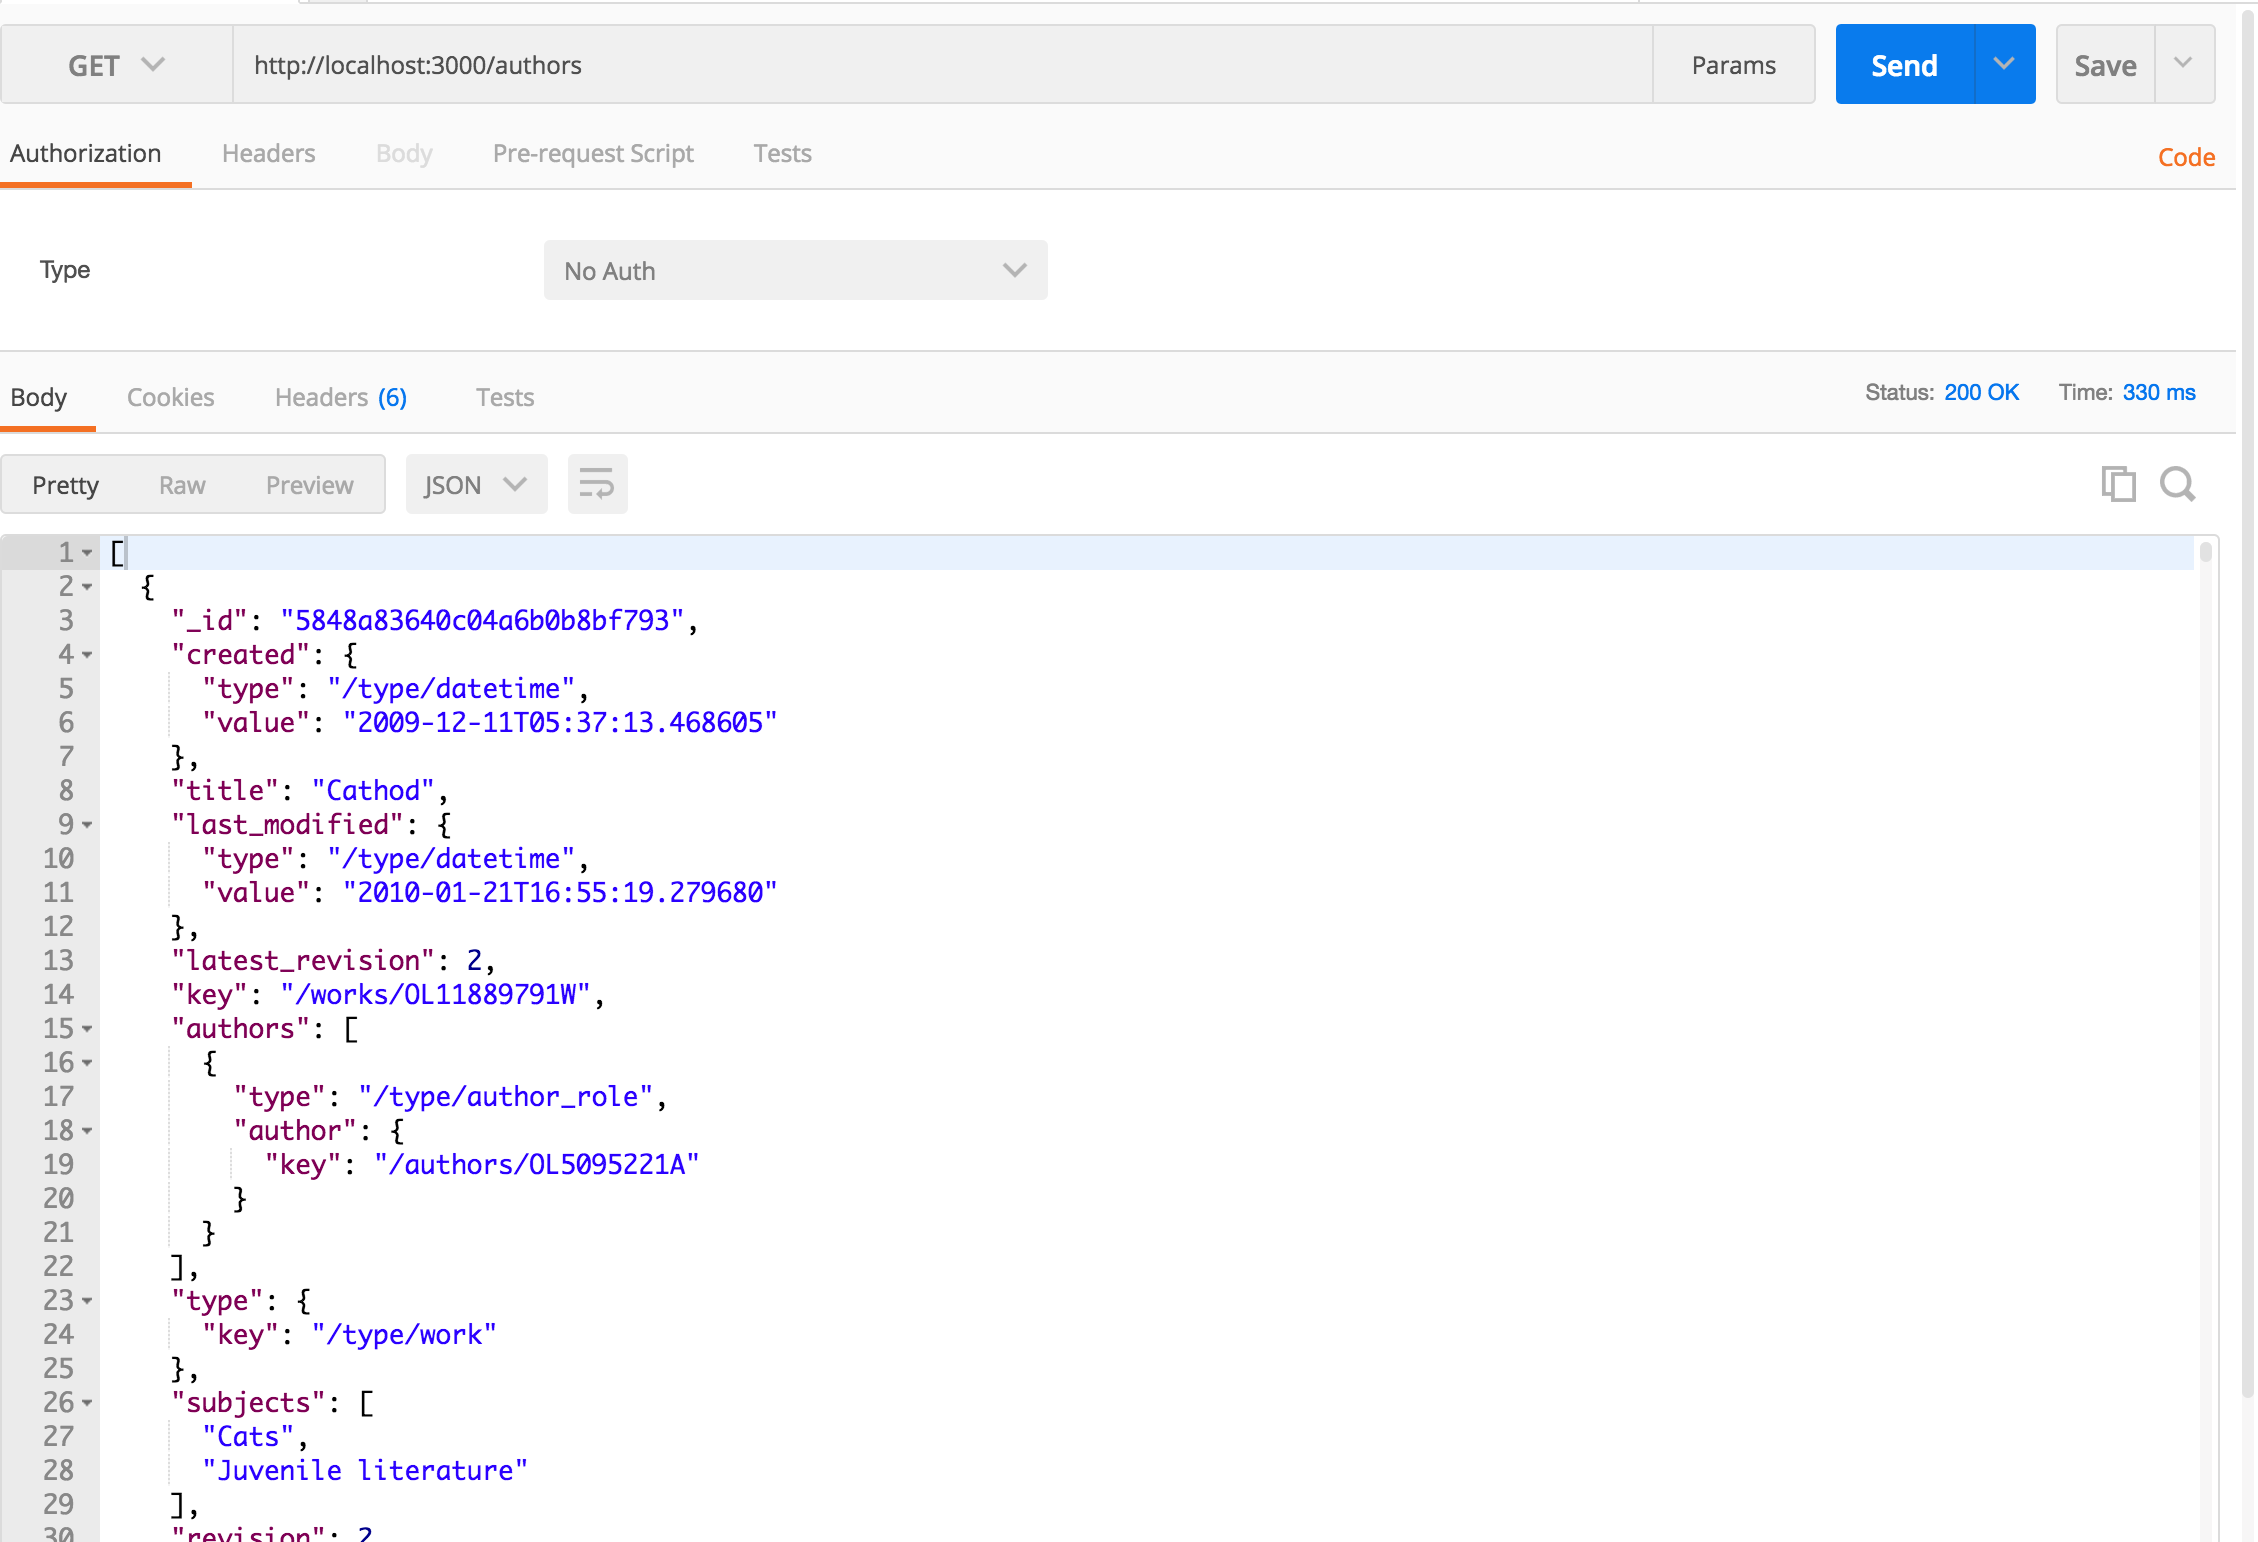 GET http://localhost:3000/authors Params Send Save
Authorization Headers Body Pre-request Script Tests Code
Type No Auth
Body Cookies Headers (6) Tests Status: 200 OK Time: 330 ms
Pretty Raw Preview JSON
1 [
2 {
3 "_id": "5848a83640c04a6b0b8bf793",
4 "created": {
5 "type": "/type/datetime",
6 "value": "2009-12-11T05:37:13.468605"
7 },
8 "title": "Cathod",
9 "last_modified": {
10 "type": "/type/datetime",
11 "value": "2010-01-21T16:55:19.279680"
12 },
13 "latest_revision": 2,
14 "key": "/works/OL11889791W",
15 "authors": [
16 {
17 "type": "/type/author_role",
18 "author": {
19 "key": "/authors/OL5095221A"
20 }
21 }
22 ],
23 "type": {
24 "key": "/type/work"
25 },
26 "subjects": [
27 "Cats",
28 "Juvenile literature"
29 ],
30 "revision": 2